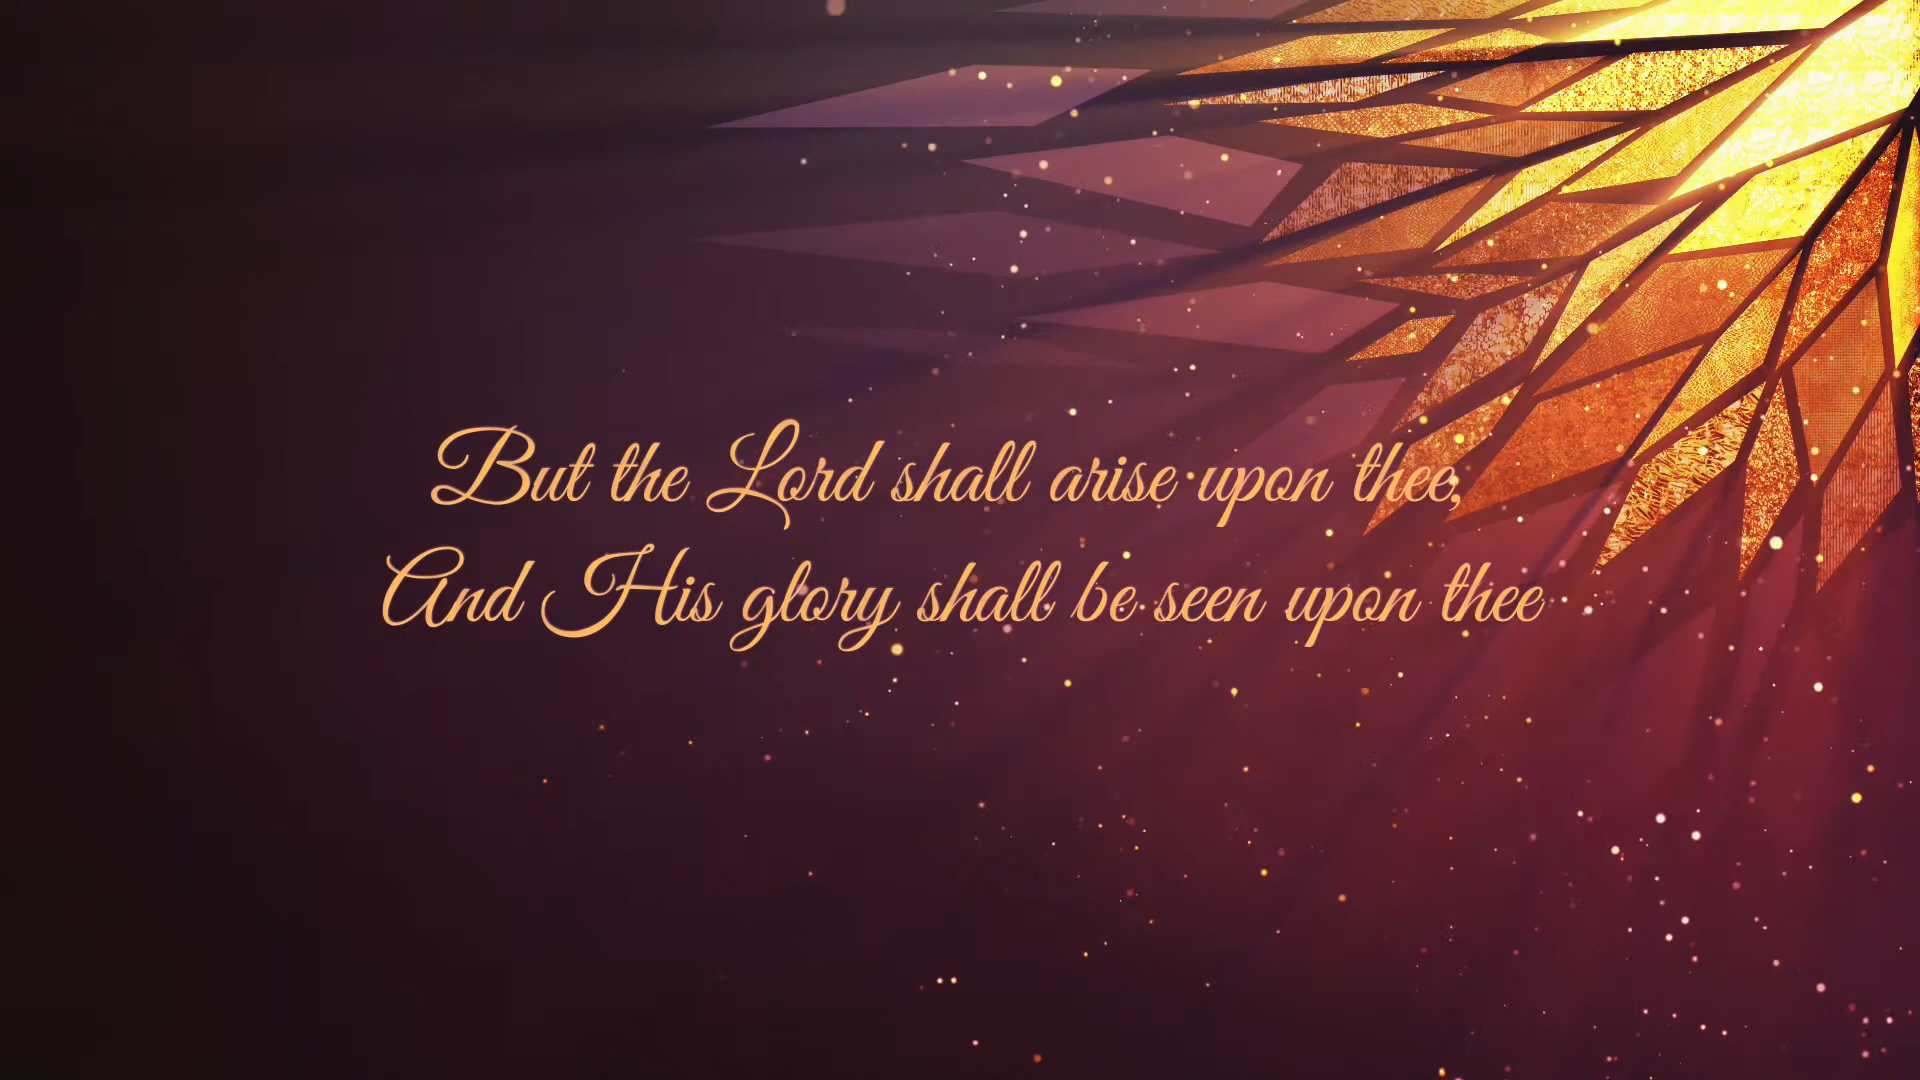 But the Lord shall arise upon thee,
And His glory shall be seen upon thee